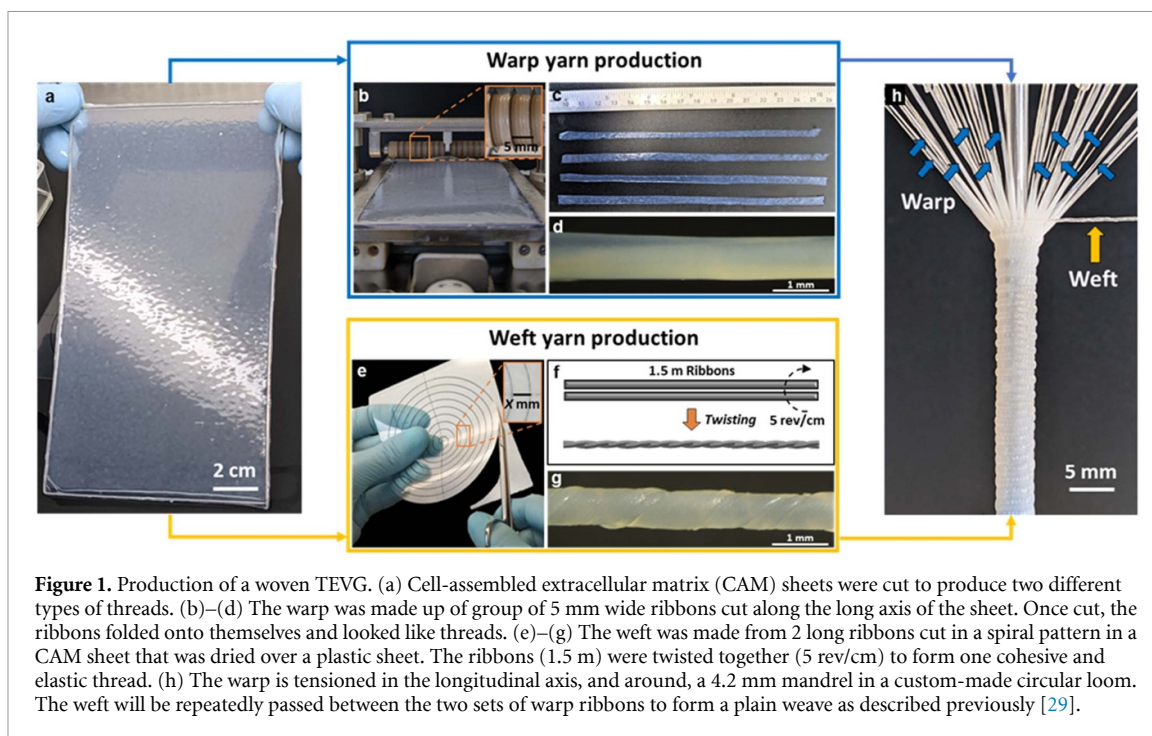 Warp yarn production
a
b
5 mm
c
d
1 mm
h
Warp
Weft
5 mm
2 cm
Weft yarn production
e
X mm
f
1.5 m Ribbons
5 rev/cm
Twisting
g
1 mm
Figure 1. Production of a woven TEVG. (a) Cell-assembled extracellular matrix (CAM) sheets were cut to produce two different
types of threads. (b)–(d) The warp was made up of group of 5 mm wide ribbons cut along the long axis of the sheet. Once cut, the
ribbons folded onto themselves and looked like threads. (e)–(g) The weft was made from 2 long ribbons cut in a spiral pattern in a
CAM sheet that was dried over a plastic sheet. The ribbons (1.5 m) were twisted together (5 rev/cm) to form one cohesive and
elastic thread. (h) The warp is tensioned in the longitudinal axis, and around, a 4.2 mm mandrel in a custom-made circular loom.
The weft will be repeatedly passed between the two sets of warp ribbons to form a plain weave as described previously [29].